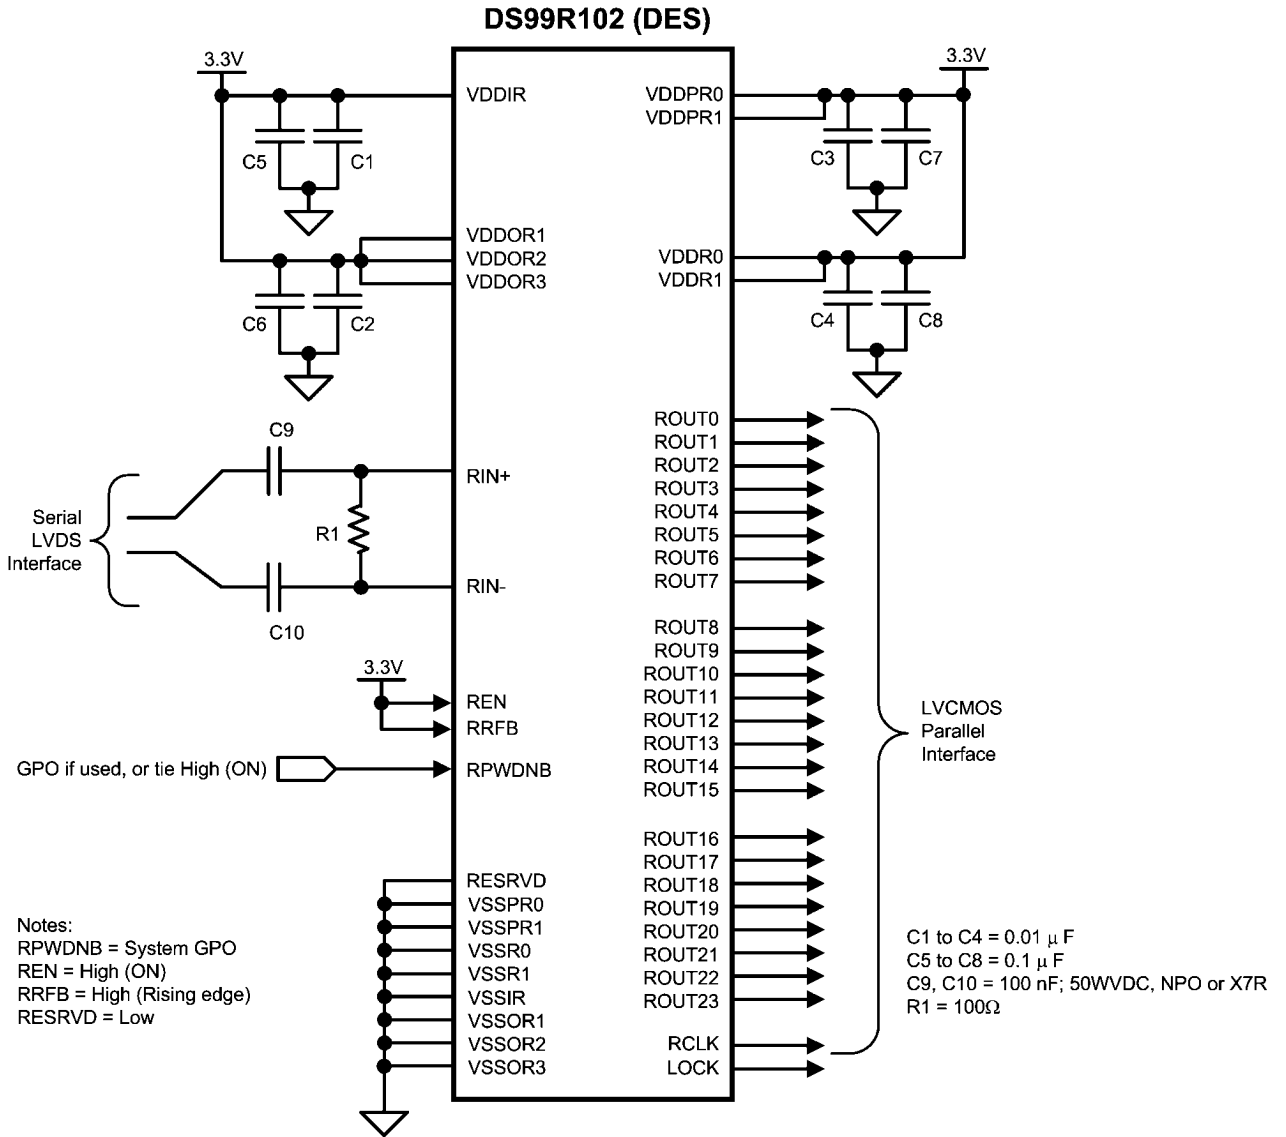 DS99R102 (DES)
3.3V
3.3V
VDDIR
VDDPR0
VDDPR1
C5
C1
C3
C7
VDDOR1
VDDOR2
VDDOR3
VDDR0
VDDR1
C6
C2
C4
C8
C9
RIN+
Serial
LVDS
Interface
R1
RIN-
C10
ROUT0
ROUT1
ROUT2
ROUT3
ROUT4
ROUT5
ROUT6
ROUT7
ROUT8
ROUT9
ROUT10
ROUT11
ROUT12
ROUT13
ROUT14
ROUT15
LVCMOS
Parallel
Interface
3.3V
REN
RRFB
GPO if used, or tie High (ON)
RPWDNB
ROUT16
ROUT17
ROUT18
ROUT19
ROUT20
ROUT21
ROUT22
ROUT23
RCLK
LOCK
RESRVD
VSSPR0
VSSPR1
VSSR0
VSSR1
VSSIR
VSSOR1
VSSOR2
VSSOR3
Notes:
RPWDNB = System GPO
REN = High (ON)
RRFB = High (Rising edge)
RESRVD = Low
C1 to C4 = 0.01 µ F
C5 to C8 = 0.1 µ F
C9, C10 = 100 nF; 50WVDC, NPO or X7R
R1 = 100Ω